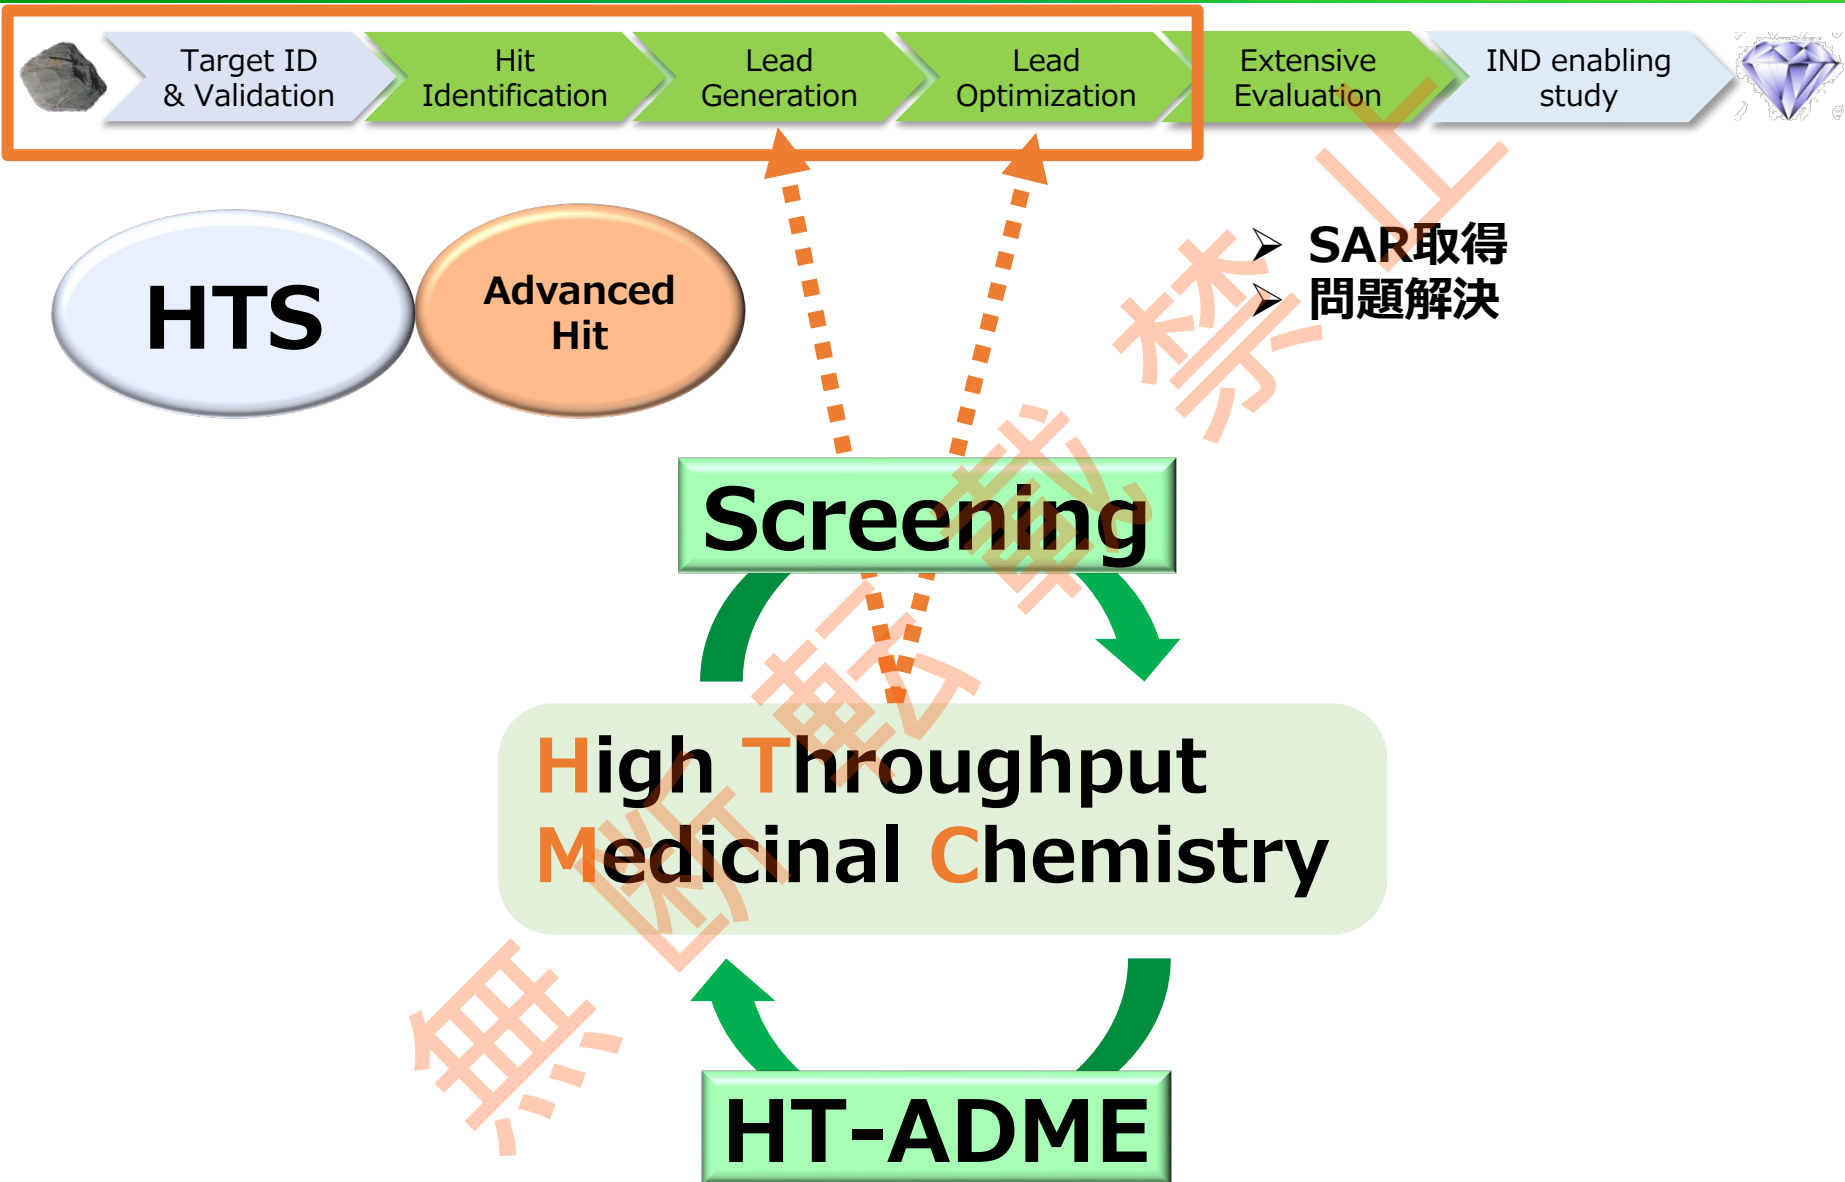 Target ID
& Validation
Hit
Identification
Lead
Generation
Lead
Optimization
Extensive
Evaluation
IND enabling
study
HTS
Advanced
Hit
➢ SAR取得
➢ 問題解決
Screening
High Throughput
Medicinal Chemistry
HT-ADME
無断転載禁止